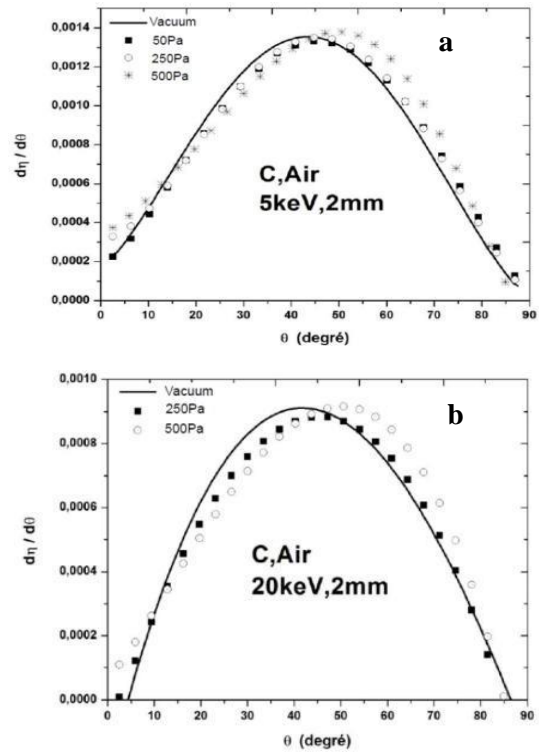 Vacuum
50Pa
250Pa
500Pa
a
C,Air
5keV,2mm
dη / dθ
0,0014
0,0012
0,0010
0,0008
0,0006
0,0004
0,0002
0,0000
0 10 20 30 40 50 60 70 80 90
θ (degré)
Vacuum
250Pa
500Pa
b
C,Air
20keV,2mm
dη / dθ
0,0010
0,0008
0,0006
0,0004
0,0002
0,0000
0 10 20 30 40 50 60 70 80 90
θ (degré)